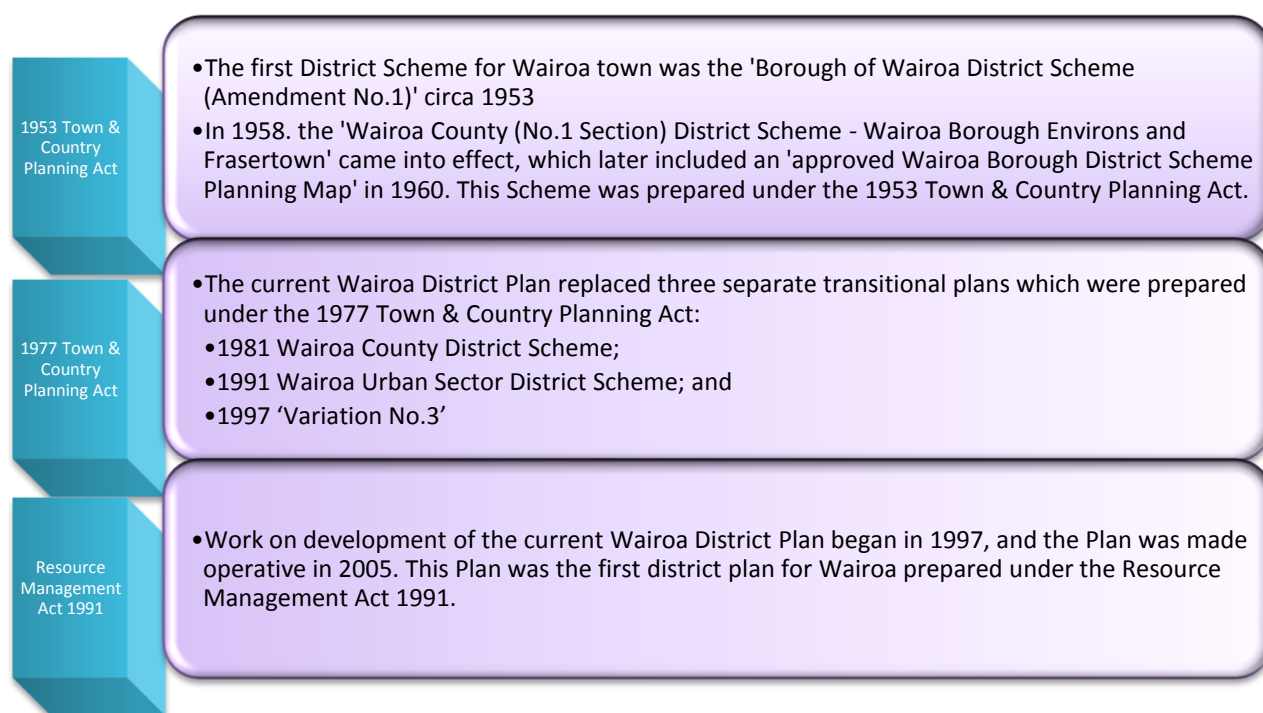 1953 Town &
Country
Planning Act
•The first District Scheme for Wairoa town was the 'Borough of Wairoa District Scheme
(Amendment No.1)' circa 1953
•In 1958. the 'Wairoa County (No.1 Section) District Scheme - Wairoa Borough Environs and
Frasertown' came into effect, which later included an 'approved Wairoa Borough District Scheme
Planning Map' in 1960. This Scheme was prepared under the 1953 Town & Country Planning Act.
1977 Town &
Country
Planning Act
•The current Wairoa District Plan replaced three separate transitional plans which were prepared
under the 1977 Town & Country Planning Act:
•1981 Wairoa County District Scheme;
•1991 Wairoa Urban Sector District Scheme; and
•1997 ‘Variation No.3’
Resource
Management
Act 1991
•Work on development of the current Wairoa District Plan began in 1997, and the Plan was made
operative in 2005. This Plan was the first district plan for Wairoa prepared under the Resource
Management Act 1991.